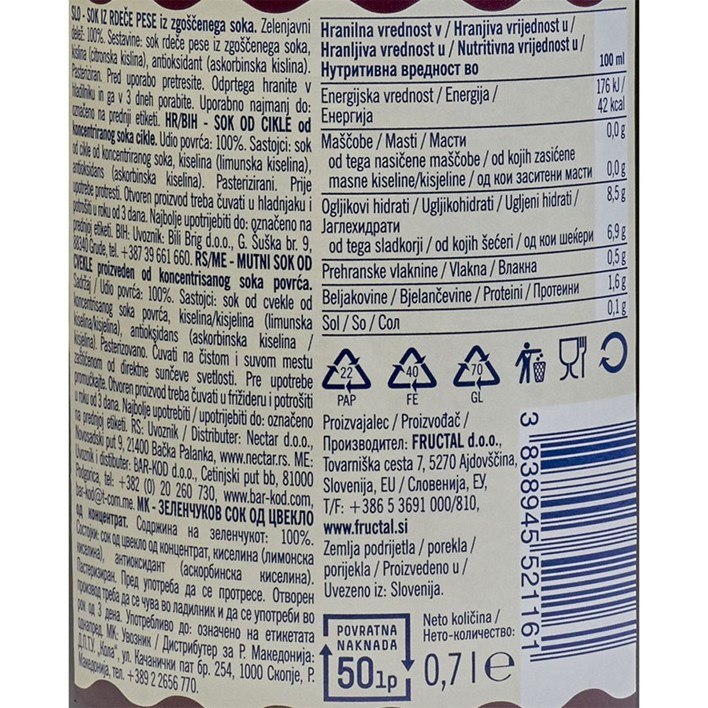 SLO - SOK IZ RDEČE PESE iz zgoščenega soka. Zelenjavni
delež: 100%. Sestavine: sok rdeče pese iz zgoščenega soka,
kislina (citronska kislina), antioksidant (askorbinska kislina).
Pasteriziran. Pred uporabo pretresite. Odprtega hranite v
hladilniku in ga v 3 dneh porabite. Uporabno najmanj do:
označeno na prednji etiketi. HR/BIH - SOK OD CIKLE od
koncentriranog soka cikle. Udio povrća: 100%. Sastojci: sok
od cikle od koncentriranog soka, kiselina (limunska kiselina),
antioksidans (askorbinska kiselina). Pasterizirani. Prije
upotrebe protresti. Otvoren proizvod treba čuvati u hladnjaku i
potrošiti u roku od 3 dana. Najbolje upotrijebiti do: označeno na
prednjoj etiketi. BIH: Uvoznik: Bili Brig d.o.o., G. Šuška br. 9,
88340 Grude, tel. +387 39 661 660. RS/ME - MUTNI SOK OD
CVEKLE proizveden od koncentrisanog soka povrća.
Sadržaj / Udio povrća: 100%. Sastojci: sok od cvekle od
koncentrisanog soka povrća, kiselina/kisjelina (limunska
kiselina/kisjelina), antioksidans (askorbinska kiselina /
kisjelina). Pasterizovano. Čuvati na čistom i suvom mestu
zaštićenom od direktne sunčeve svetlosti. Pre upotrebe
promućkajte. Otvoren proizvod treba čuvati u frižideru i potrošiti
u roku od 3 dana. Najbolje upotrebiti / upotrijebiti do: označeno
na prednjoj etiketi. RS: Uvoznik / Distributer: Nectar d.o.o.,
Novosadski put 9, 21400 Bačka Palanka, www.nectar.rs. ME:
Uvoznik i distibuter: BAR-KOD d.o.o., Cetinjski put bb, 81000
Podgorica, tel: +382 (0) 20 260 730, www.bar-kod.com,
bar-kod@t-com.me. MK - ЗЕЛЕНЧУКОВ СОК ОД ЦВЕКЛО
од концентрат. Содржина на зеленчукот: 100%.
Состојки: сок од цвекло од концентрат, киселина (лимонска
киселина), антиоксидант (аскорбинска киселина).
Пастеризиран. Пред употреба да се протресе. Отворен
производ треба да се чува во ладилник и да се употреби во
рок од 3 дена. Употребливо до: означено на етикетата
однапред. МК: Увозник / Дистрибутер за Р. Македонија:
Д.П.Т.У. „Кола“, ул. Качанички пат бр. 254, 1000 Скопје, Р.
Македонија, тел. +389 2 2656 770.
Hranilna vrednost v / Hranjiva vrijednost u /
Hranljiva vrednost u / Nutritivna vrijednost u /
Нутритивна вредност во 100 ml
Energijska vrednost / Energija / 176 kJ /
Енергија 42 kcal
Maščobe / Masti / Масти 0,0 g
od tega nasičene maščobe / od kojih zasićene
masne kiseline/kisjeline / од кои заситени масти 0,0 g
Ogljikovi hidrati / Ugljikohidrati / Ugljeni hidrati / 8,5 g
Јаглехидрати
od tega sladkorji / od kojih šećeri / од кои шеќери 6,9 g
Prehranske vlaknine / Vlakna / Влакна 0,5 g
Beljakovine / Bjelančevine / Proteini / Протеини 1,6 g
Sol / So / Сол 0,1 g
22 40 70
PAP FE GL
Proizvajalec / Proizvođač /
Производител: FRUCTAL d.o.o.,
Tovarniška cesta 7, 5270 Ajdovščina,
Slovenija, EU / Словенија, ЕУ,
T/F: +386 5 3691 000/810,
www.fructal.si
Zemlja podrijetla / porekla /
porijekla / Proizvedeno u /
Uvezeno iz: Slovenija.
3 838945 521161
POVRATNA
NAKNADA
50 lp
Neto količina /
Нето-количество:
0,7 l e